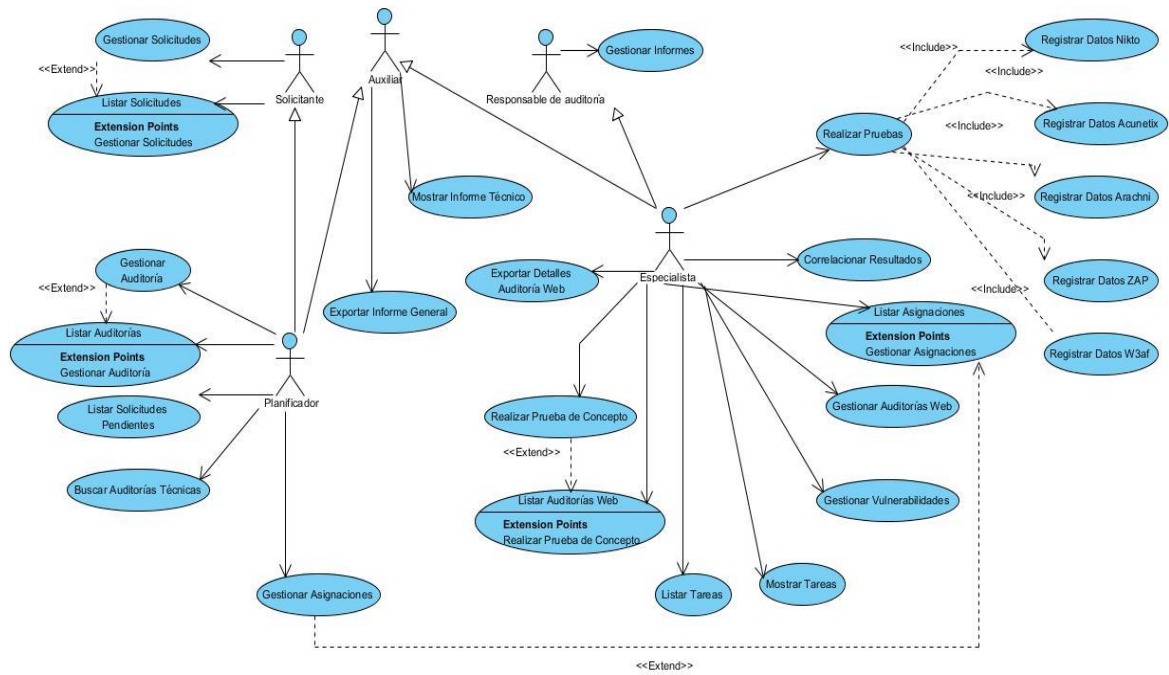 Gestionar Solicitudes
<<Extend>>
Listar Solicitudes
Extension Points
Gestionar Solicitudes
Solicitante
Auxiliar
Responsable de auditoría
Gestionar Informes
Mostrar Informe Técnico
Exportar Informe General
Realizar Pruebas
<<Include>>
Registrar Datos Nikto
<<Include>>
Registrar Datos Acunetix
<<Include>>
Registrar Datos Arachni
<<Include>>
Registrar Datos ZAP
<<Include>>
Registrar Datos W3af
Gestionar
Auditoría
<<Extend>>
Listar Auditorías
Extension Points
Gestionar Auditoría
Planificador
Listar Solicitudes
Pendientes
Buscar Auditorías Técnicas
Gestionar Asignaciones
Especialista
Exportar Detalles
Auditoría Web
Correlacionar Resultados
Listar Asignaciones
Extension Points
Gestionar Asignaciones
Realizar Prueba de Concepto
<<Extend>>
Listar Auditorías Web
Extension Points
Realizar Prueba de Concepto
Gestionar Auditorías Web
Gestionar Vulnerabilidades
Listar Tareas
Mostrar Tareas
<<Extend>>